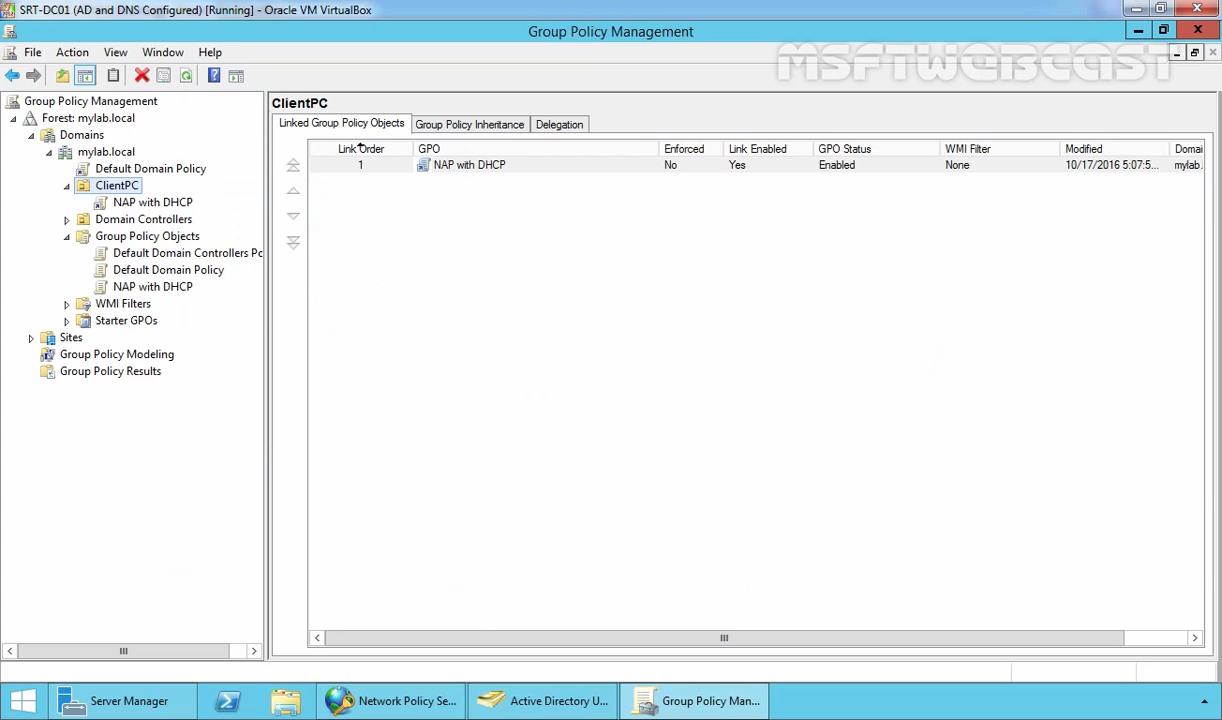 SRT-DC01 (AD and DNS Configured) [Running] - Oracle VM VirtualBox
Group Policy Management
File Action View Window Help
MSFTWEBCAST
Group Policy Management
Forest: mylab.local
Domains
mylab.local
Default Domain Policy
ClientPC
NAP with DHCP
Domain Controllers
Group Policy Objects
Default Domain Controllers Pc
Default Domain Policy
NAP with DHCP
WMI Filters
Starter GPOs
Sites
Group Policy Modeling
Group Policy Results
ClientPC
Linked Group Policy Objects Group Policy Inheritance Delegation
Link Order GPO Enforced Link Enabled GPO Status WMI Filter Modified Domai
1 NAP with DHCP No Yes Enabled None 10/17/2016 5:07:5... mylab.
Server Manager Network Policy Se... Active Directory U... Group Policy Man...